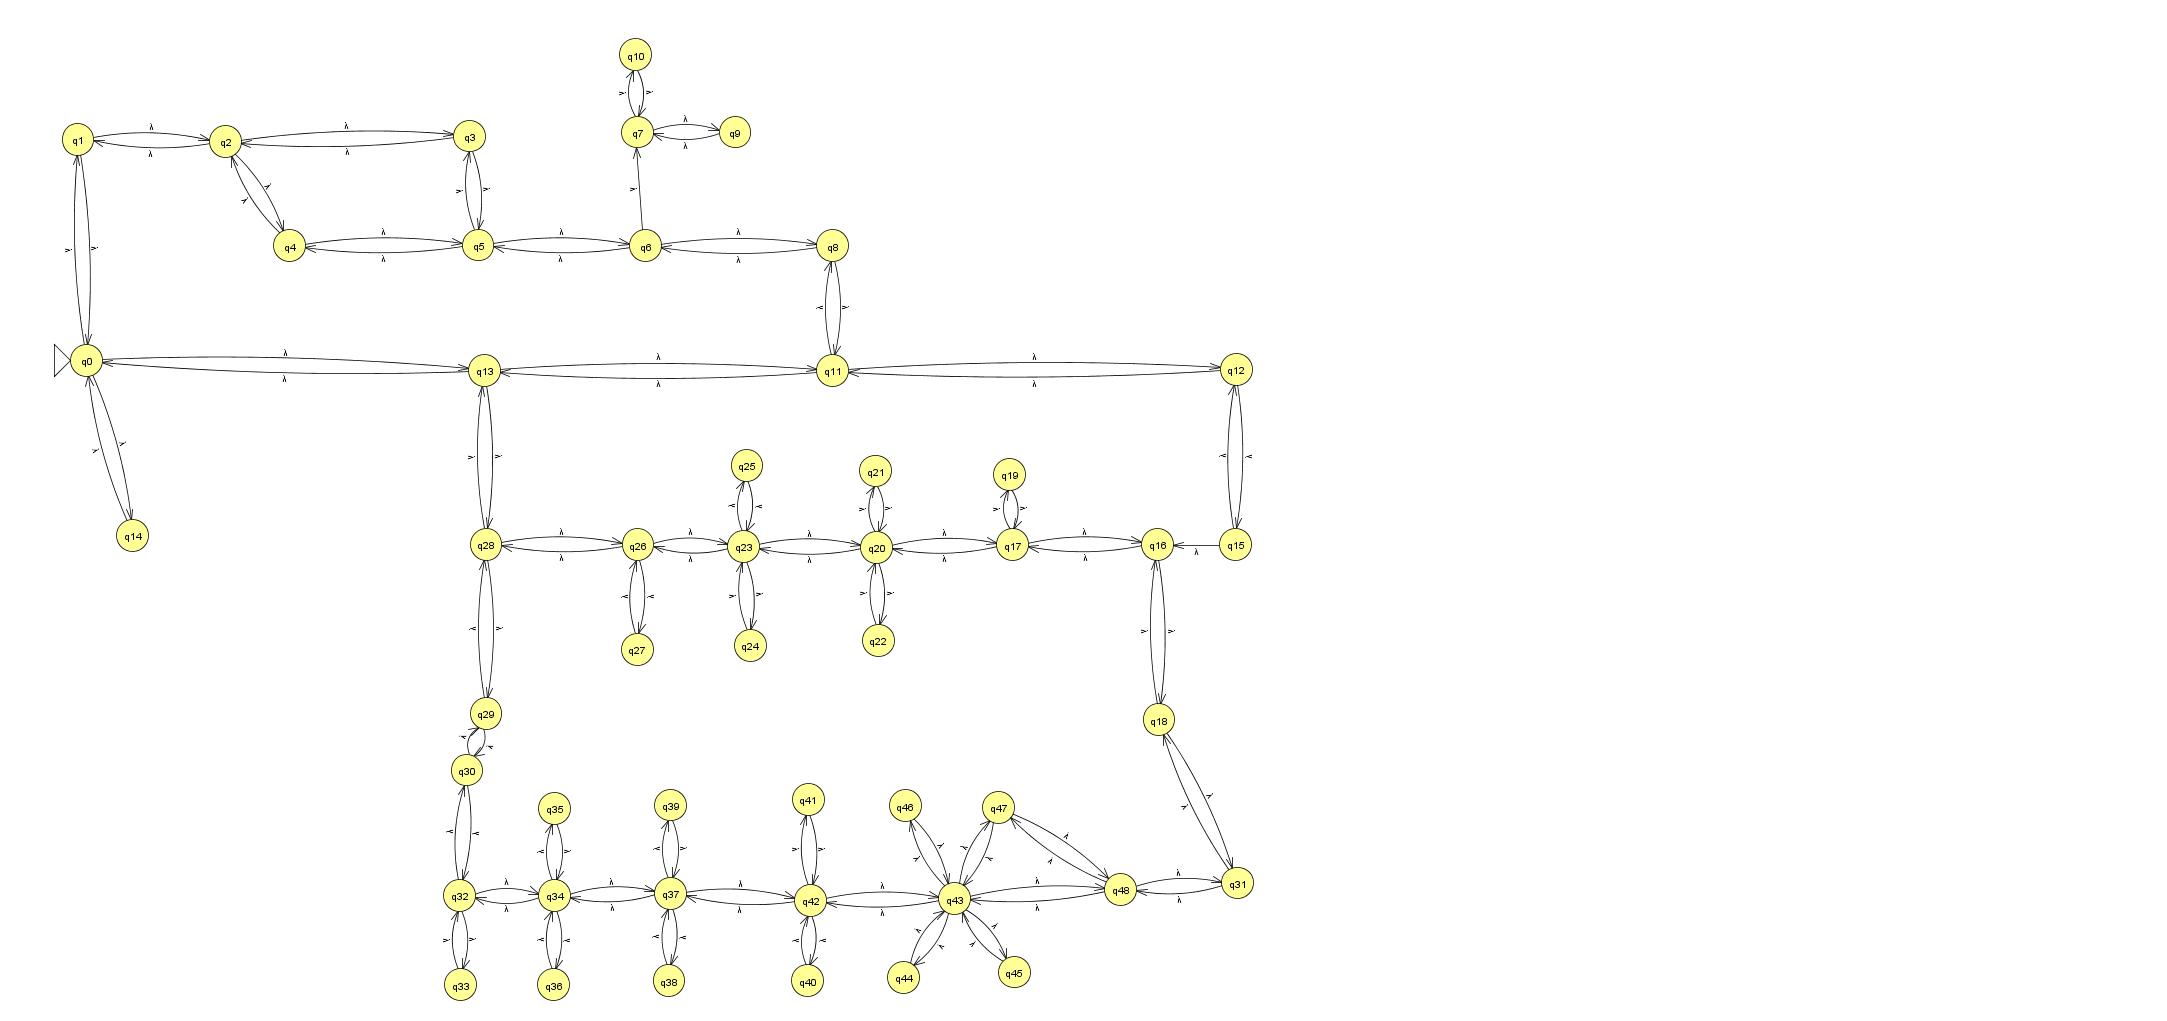 q10
λ λ
q1 λ q2 λ q3 q7 λ q9
λ λ λ
λ λ λ λ λ
λ λ q4 λ q5 λ q6 λ q8
λ λ λ
λ λ
q0 λ q13 λ q11 λ q12
λ λ λ
λ λ λ λ λ λ
q25 q21 q19
λ λ λ λ λ λ
q14 q28 λ q26 λ q23 λ q20 λ q17 λ q16 λ q15
λ λ λ λ λ
λ λ λ λ λ λ
λ λ λ λ
q27 q24 q22
q29 q18
λ λ
q30
q35 q39 q41 q46 q47 λ λ
λ λ λ λ λ λ λ λ λ λ λ λ λ λ
q32 λ q34 λ q37 λ q42 λ q43 λ q48 λ q31
λ λ λ λ λ λ
λ λ λ λ λ λ λ λ λ λ λ λ
q33 q36 q38 q40 q44 q45